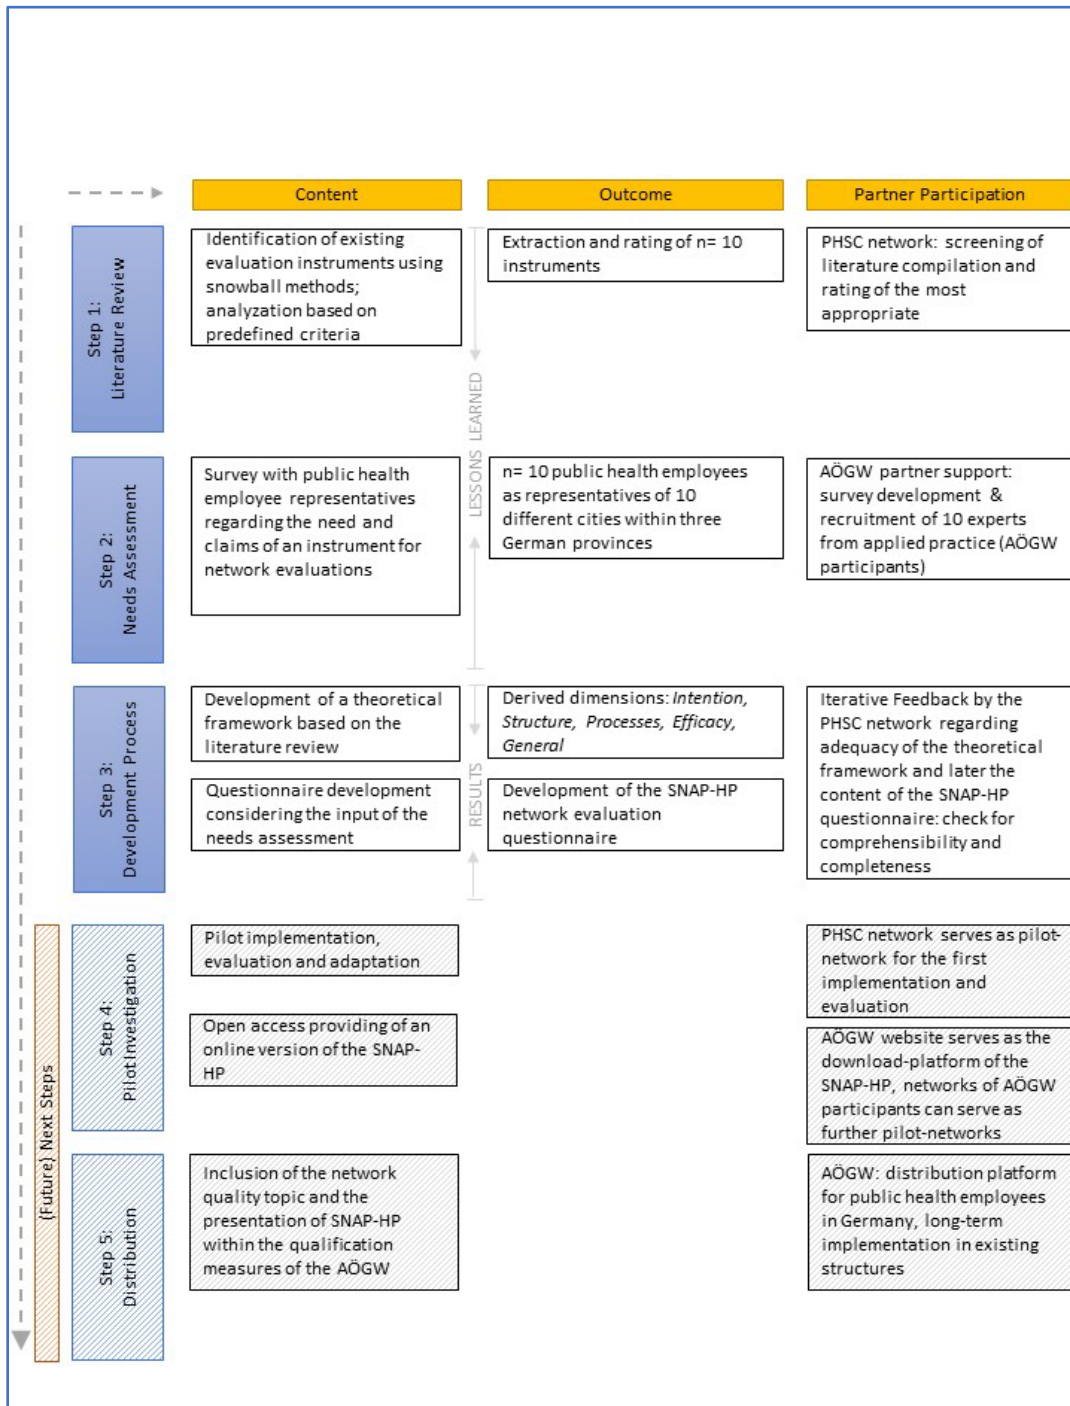 Content
Outcome
Partner Participation
Step 1:
Literature Review
Identification of existing
evaluation instruments using
snowball methods;
analyzation based on
predefined criteria
Extraction and rating of n= 10
instruments
PHSC network: screening of
literature compilation and
rating of the most
appropriate
LESSONS LEARNED
Step 2:
Needs Assessment
Survey with public health
employee representatives
regarding the need and
claims of an instrument for
network evaluations
n= 10 public health employees
as representatives of 10
different cities within three
German provinces
AÖGW partner support:
survey development &
recruitment of 10 experts
from applied practice (AÖGW
participants)
Step 3:
Development Process
Development of a theoretical
framework based on the
literature review
Derived dimensions: Intention,
Structure, Processes, Efficacy,
General
Iterative Feedback by the
PHSC network regarding
adequacy of the theoretical
framework and later the
content of the SNAP-HP
questionnaire: check for
comprehensibility and
completeness
RESULTS
Questionnaire development
considering the input of the
needs assessment
Development of the SNAP-HP
network evaluation
questionnaire
(Future) Next Steps
Step 4:
Pilot Investigation
Pilot implementation,
evaluation and adaptation
PHSC network serves as pilot-
network for the first
implementation and
evaluation
Open access providing of an
online version of the SNAP-
HP
AÖGW website serves as the
download-platform of the
SNAP-HP, networks of AÖGW
participants can serve as
further pilot-networks
Step 5:
Distribution
Inclusion of the network
quality topic and the
presentation of SNAP-HP
within the qualification
measures of the AÖGW
AÖGW: distribution platform
for public health employees
in Germany, long-term
implementation in existing
structures